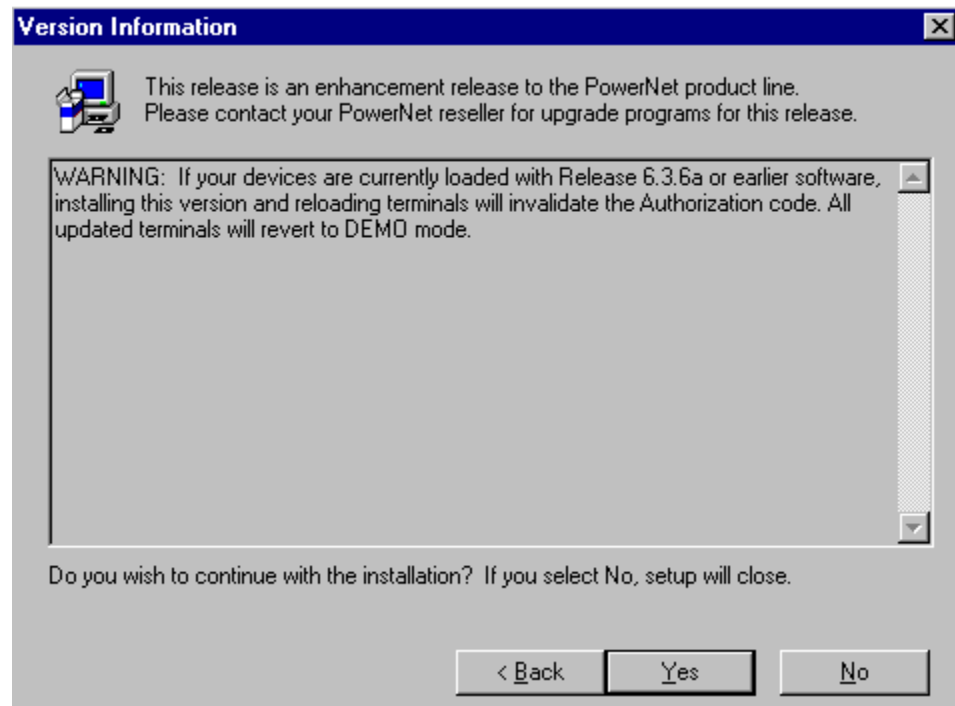 Version Information
This release is an enhancement release to the PowerNet product line.
Please contact your PowerNet reseller for upgrade programs for this release.
WARNING:  If your devices are currently loaded with Release 6.3.6a or earlier software,
installing this version and reloading terminals will invalidate the Authorization code. All
updated terminals will revert to DEMO mode.
Do you wish to continue with the installation?  If you select No, setup will close.
< Back
Yes
No